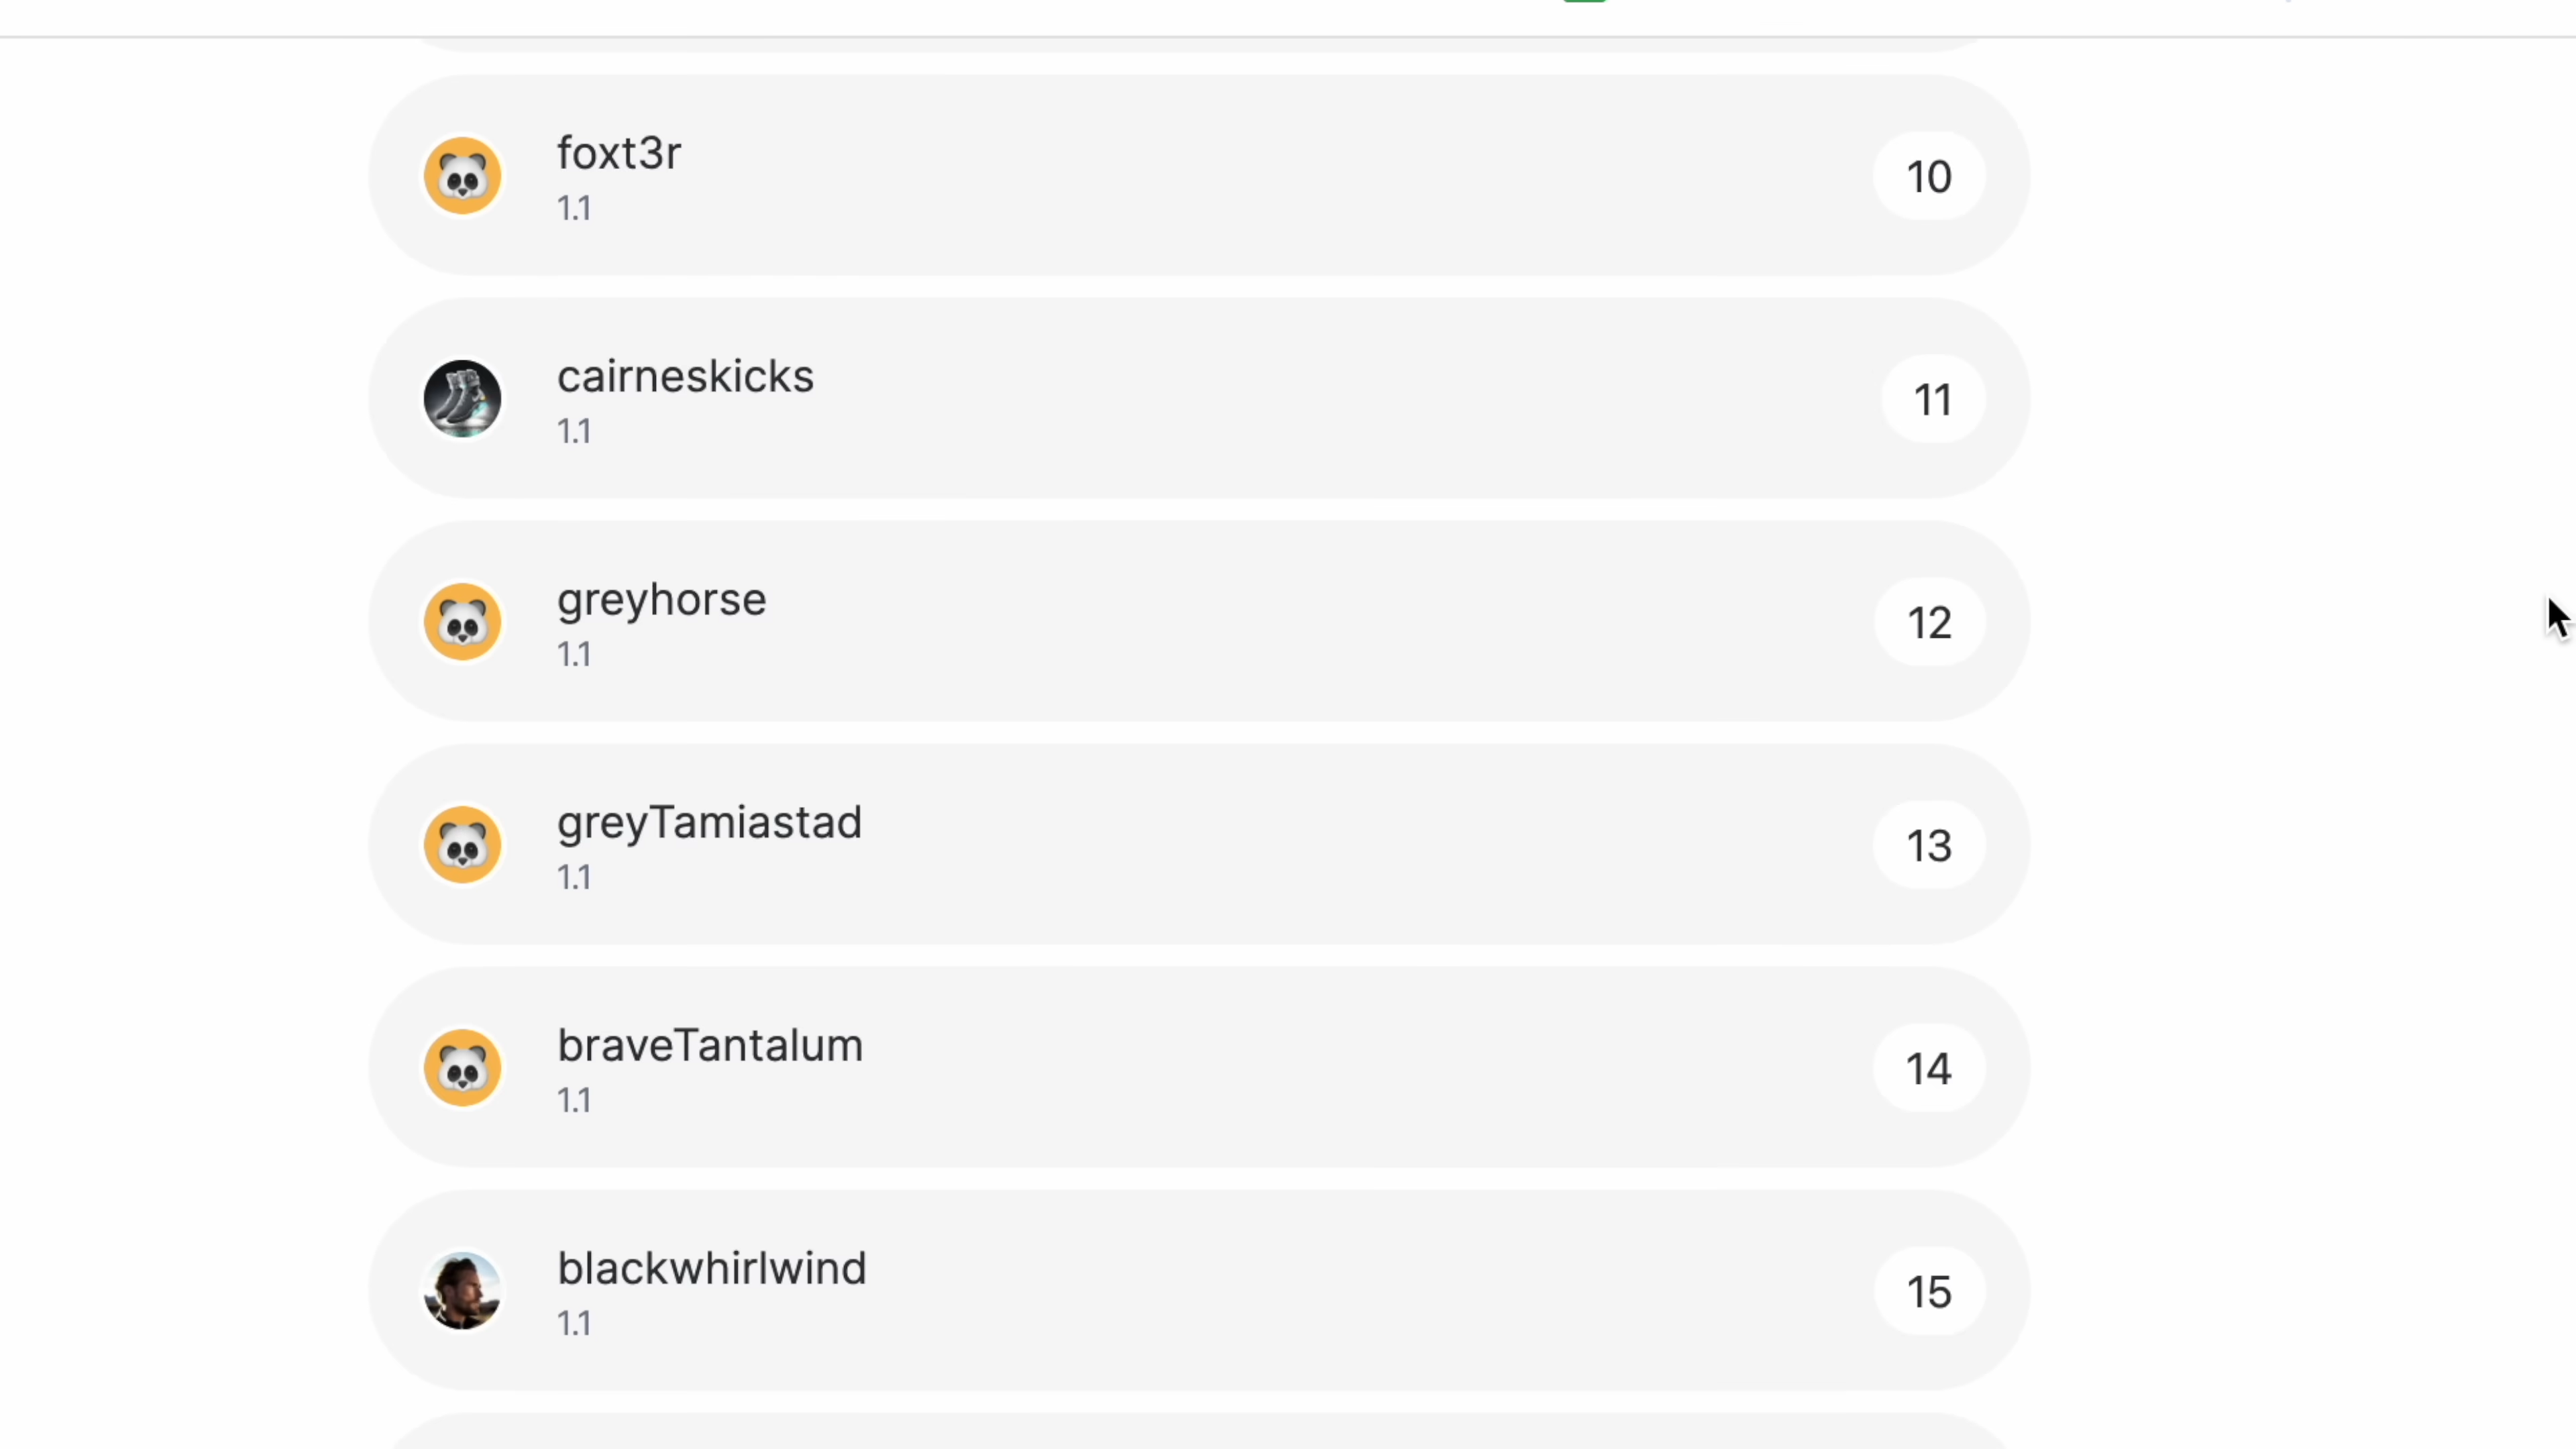 foxt3r
1.1
10
cairneskicks
1.1
11
greyhorse
1.1
12
greyTamiastad
1.1
13
braveTantalum
1.1
14
blackwhirlwind
1.1
15